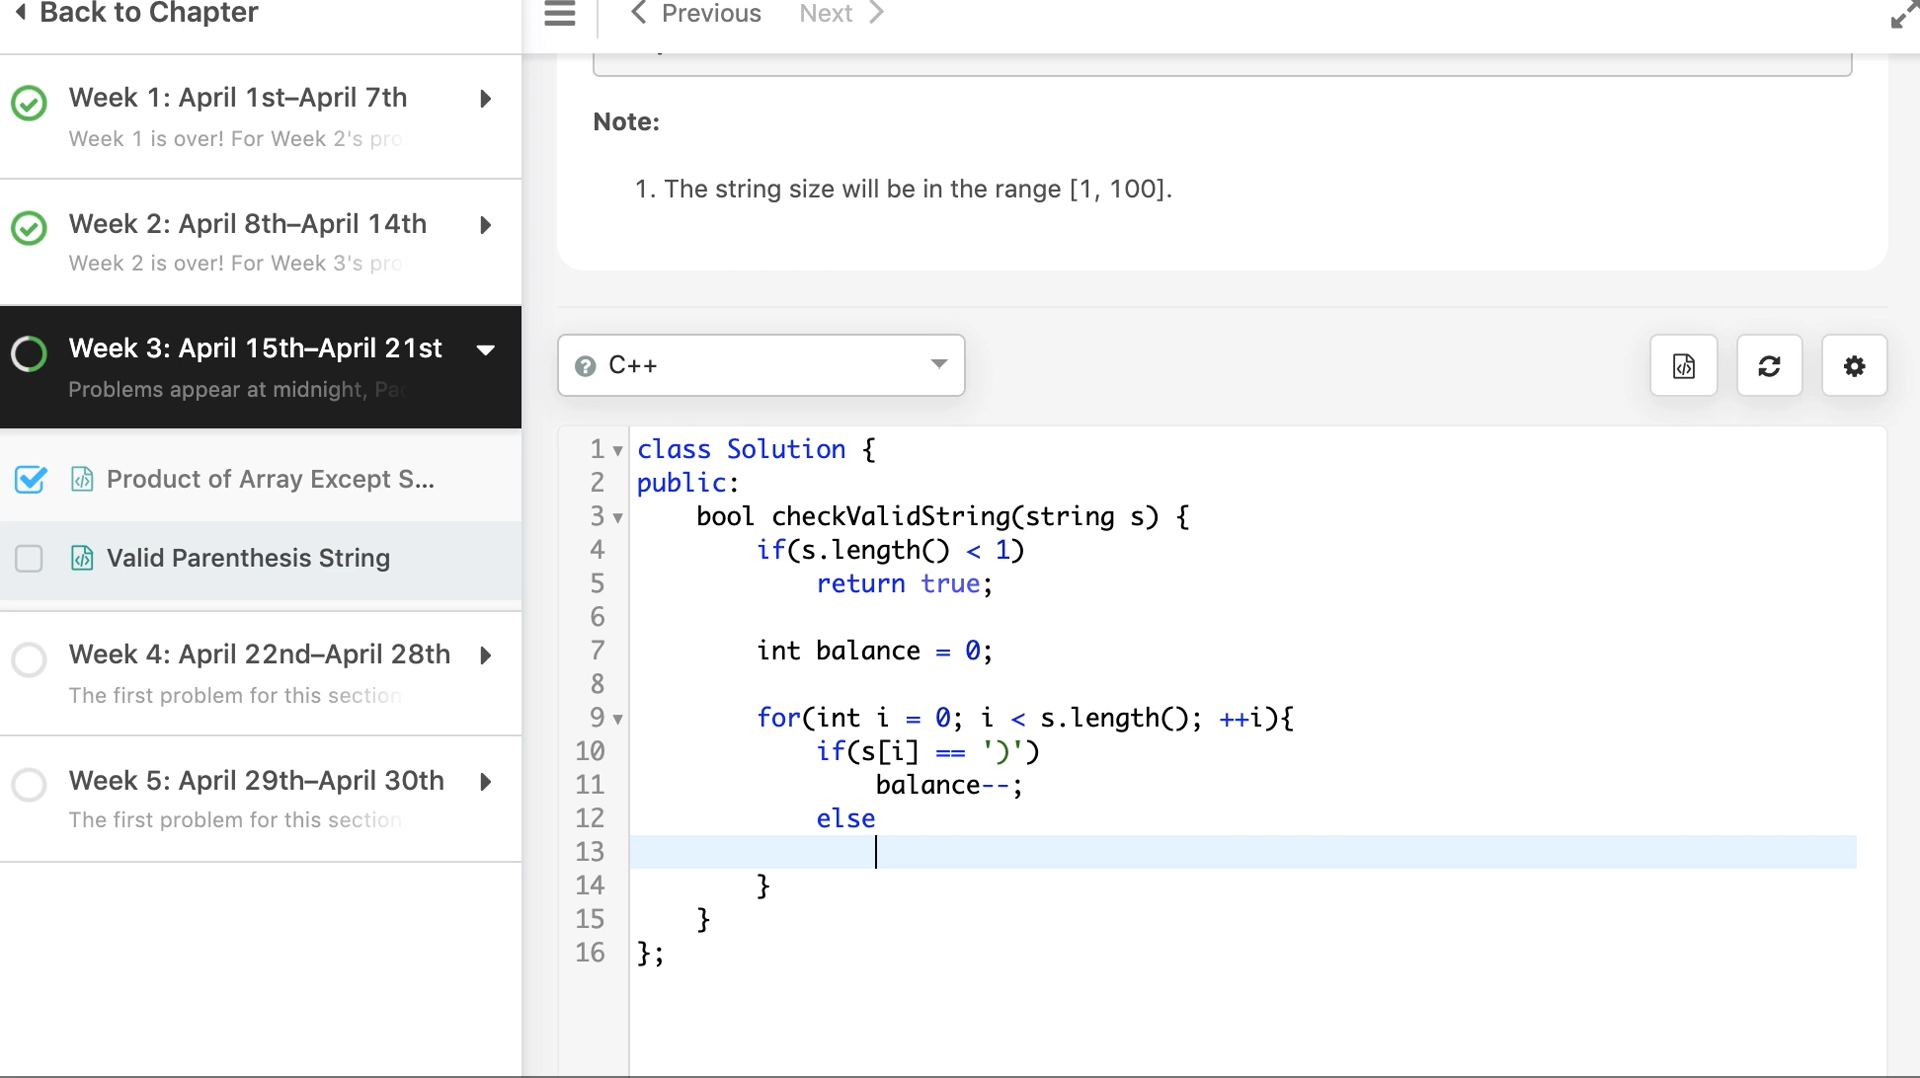 Back to Chapter
Previous
Next
Week 1: April 1st–April 7th
Week 1 is over! For Week 2's pro
Week 2: April 8th–April 14th
Week 2 is over! For Week 3's pro
Week 3: April 15th–April 21st
Problems appear at midnight, Pac
Product of Array Except S...
Valid Parenthesis String
Week 4: April 22nd–April 28th
The first problem for this section
Week 5: April 29th–April 30th
The first problem for this section
Note:
1. The string size will be in the range [1, 100].
C++
1 class Solution {
2 public:
3     bool checkValidString(string s) {
4         if(s.length() < 1)
5             return true;
6
7         int balance = 0;
8
9         for(int i = 0; i < s.length(); ++i){
10             if(s[i] == ')')
11                 balance--;
12             else
13
14         }
15     }
16 };